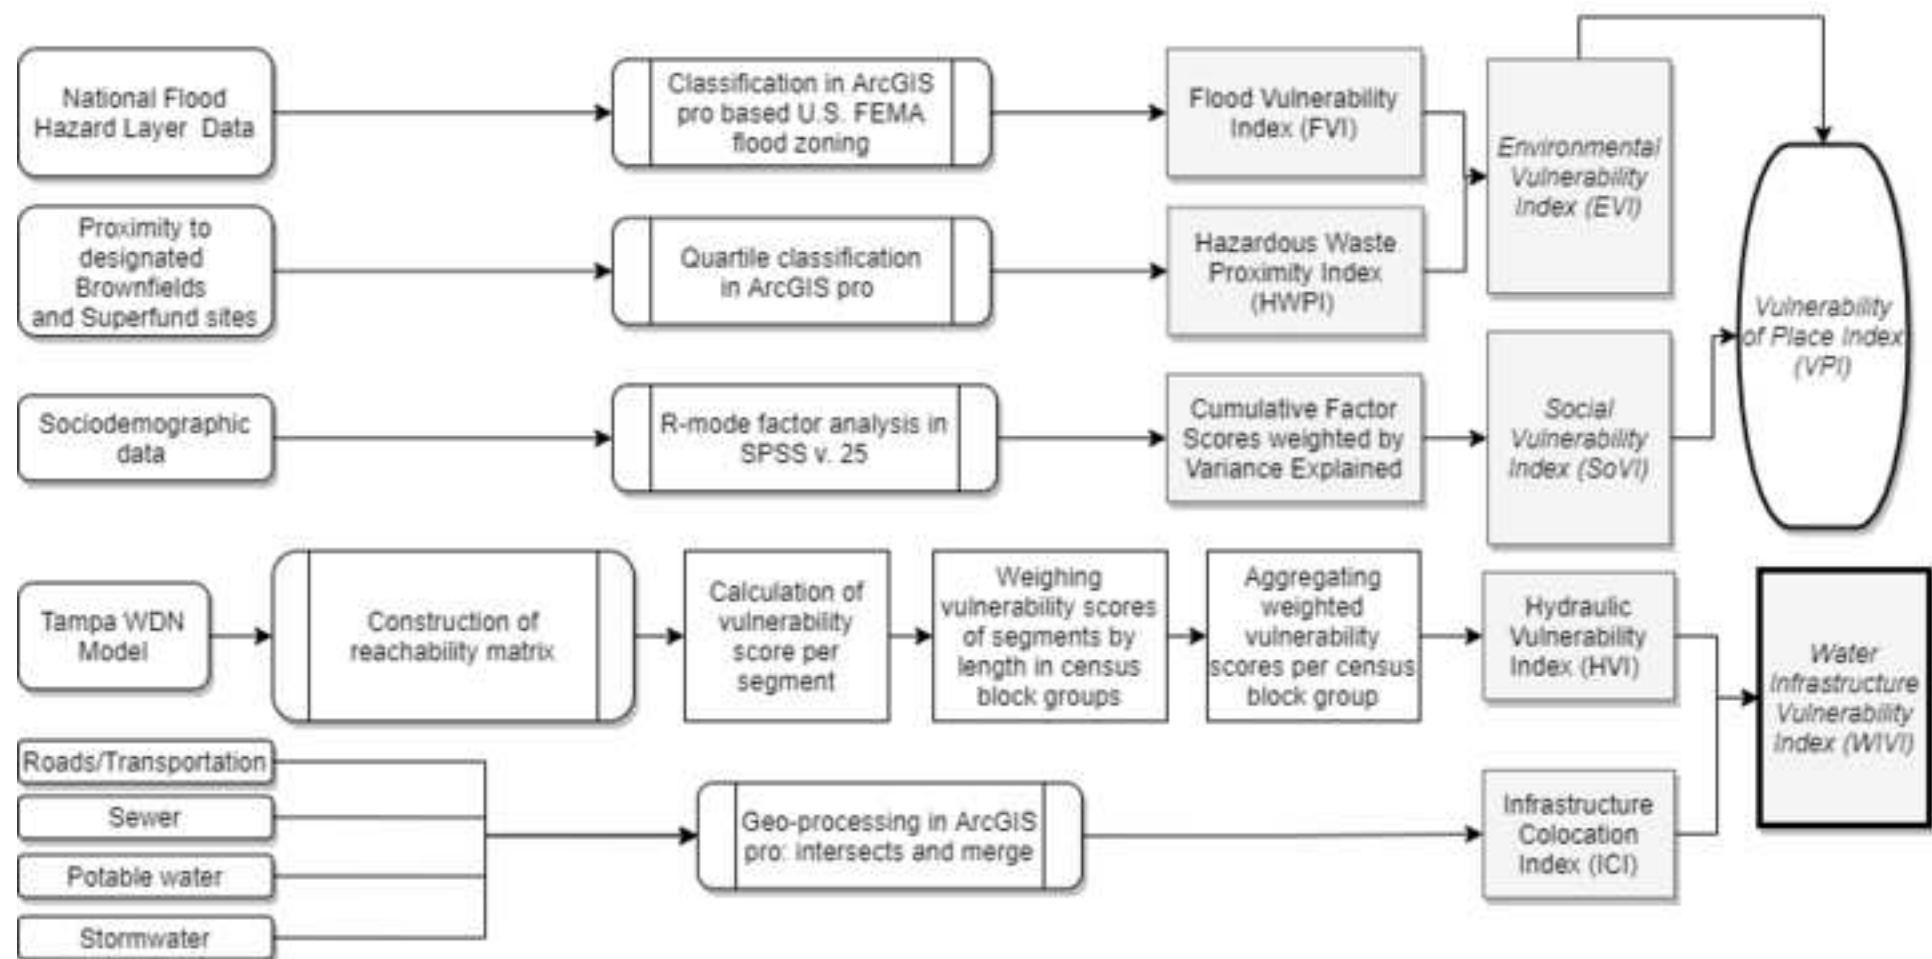 National Flood
Hazard Layer Data
Classification in ArcGIS
pro based U.S. FEMA
flood zoning
Flood Vulnerability
Index (FVI)
Environmental
Vulnerability
Index (EVI)
Proximity to
designated
Brownfields
and Superfund sites
Quartile classification
in ArcGIS pro
Hazardous Waste
Proximity Index
(HWPI)
Vulnerability
of Place Index
(VPI)
Sociodemographic
data
R-mode factor analysis in
SPSS v. 25
Cumulative Factor
Scores weighted by
Variance Explained
Social
Vulnerability
Index (SoVI)
Tampa WDN
Model
Construction of
reachability matrix
Calculation of
vulnerability
score per
segment
Weighing
vulnerability scores
of segments by
length in census
block groups
Aggregating
weighted
vulnerability
scores per census
block group
Hydraulic
Vulnerability
Index (HVI)
Water
Infrastructure
Vulnerability
Index (WIVI)
Roads/Transportation
Sewer
Potable water
Stormwater
Geo-processing in ArcGIS
pro: intersects and merge
Infrastructure
Colocation
Index (ICI)